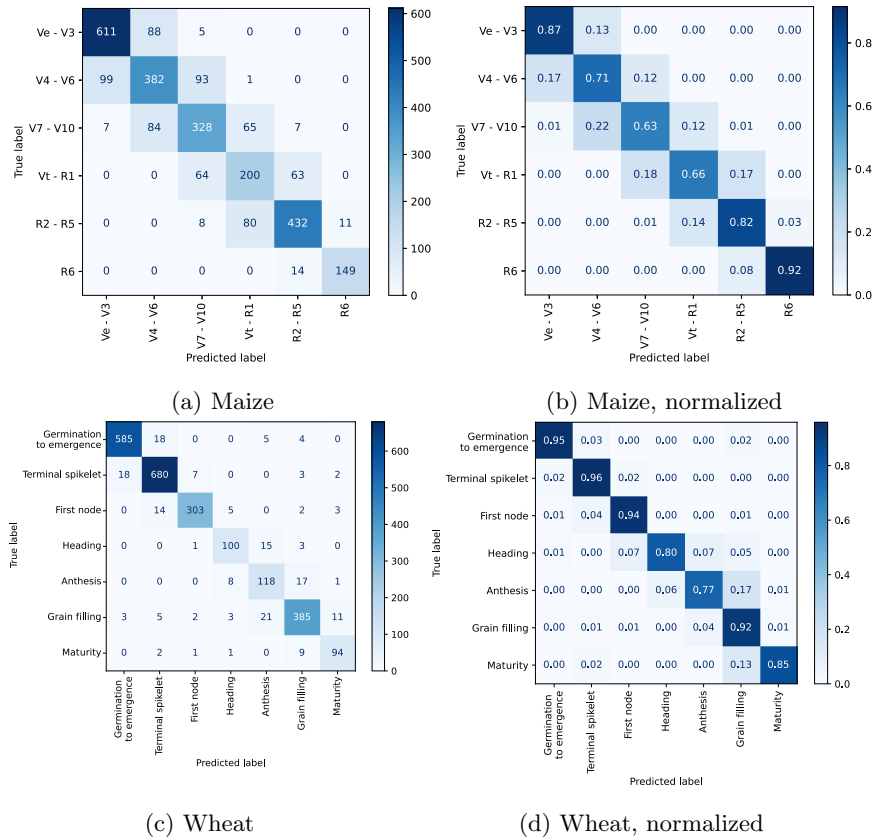 Ve - V3 611 88 5 0 0 0
V4 - V6 99 382 93 1 0 0
V7 - V10 7 84 328 65 7 0
Vt - R1 0 0 64 200 63 0
R2 - R5 0 0 8 80 432 11
R6 0 0 0 0 14 149
Ve - V3 V4 - V6 V7 - V10 Vt - R1 R2 - R5 R6
Predicted label
True label
600
500
400
300
200
100
0
(a) Maize
Ve - V3 0.87 0.13 0.00 0.00 0.00 0.00
V4 - V6 0.17 0.71 0.12 0.00 0.00 0.00
V7 - V10 0.01 0.22 0.63 0.12 0.01 0.00
Vt - R1 0.00 0.00 0.18 0.66 0.17 0.00
R2 - R5 0.00 0.00 0.01 0.14 0.82 0.03
R6 0.00 0.00 0.00 0.00 0.08 0.92
Ve - V3 V4 - V6 V7 - V10 Vt - R1 R2 - R5 R6
Predicted label
True label
0.8
0.6
0.4
0.2
0.0
(b) Maize, normalized
Germination
to emergence 585 18 0 0 5 4 0
Terminal spikelet 18 680 7 0 0 3 2
First node 0 14 303 5 0 2 3
Heading 0 0 1 100 15 3 0
Anthesis 0 0 0 8 118 17 1
Grain filling 3 5 2 3 21 385 11
Maturity 0 2 1 1 0 9 94
Germination
to emergence Terminal spikelet First node Heading Anthesis Grain filling Maturity
Predicted label
True label
600
500
400
300
200
100
0
(c) Wheat
Germination
to emergence 0.95 0.03 0.00 0.00 0.00 0.02 0.00
Terminal spikelet 0.02 0.96 0.02 0.00 0.00 0.00 0.00
First node 0.01 0.04 0.94 0.00 0.00 0.01 0.00
Heading 0.01 0.00 0.07 0.80 0.07 0.05 0.00
Anthesis 0.00 0.00 0.00 0.06 0.77 0.17 0.01
Grain filling 0.00 0.01 0.01 0.00 0.04 0.92 0.01
Maturity 0.00 0.02 0.00 0.00 0.00 0.13 0.85
Germination
to emergence Terminal spikelet First node Heading Anthesis Grain filling Maturity
Predicted label
True label
0.8
0.6
0.4
0.2
0.0
(d) Wheat, normalized